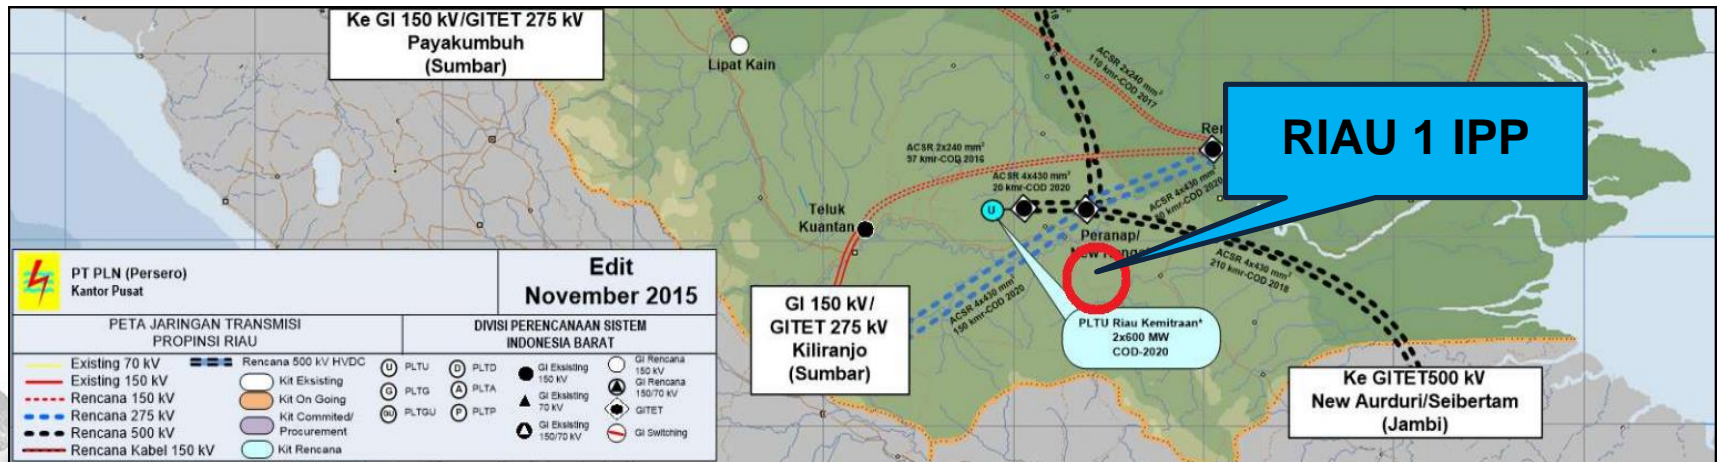 Ke GI 150 kV/GITET 275 kV
Payakumbuh
(Sumbar)
Lipat Kain
ACSR 2x240 mm²
110 kmr-COD 2017
RIAU 1 IPP
ACSR 2x240 mm²
37 kmr-COD 2016
ACSR 4x430 mm²
20 kmr-COD 2020
ACSR 4x430 mm²
Teluk
Kuantan
U
Peranap/
ACSR 4x430 mm²
210 kmr-COD 2018
ACSR 4x430 mm²
150 kmr-COD 2020
GI 150 kV/
GITET 275 kV
Kiliranjo
(Sumbar)
PLTU Riau Kemitraan*
2x600 MW
COD-2020
Ke GITET500 kV
New Aurduri/Seibertam
(Jambi)
PT PLN (Persero)
Kantor Pusat
Edit
November 2015
PETA JARINGAN TRANSMISI
PROPINSI RIAU
DIVISI PERENCANAAN SISTEM
INDONESIA BARAT
Existing 70 kV
Existing 150 kV
Rencana 150 kV
Rencana 275 kV
Rencana 500 kV
Rencana Kabel 150 kV
Rencana 500 kV HVDC
Kit Eksisting
Kit On Going
Kit Commited/
Procurement
Kit Rencana
U PLTU
G PLTG
GU PLTGU
D PLTD
A PLTA
P PLTP
GI Eksisting
150 kV
GI Eksisting
70 kV
GI Eksisting
150/70 kV
GI Rencana
150 kV
GI Rencana
150/70 kV
GITET
GI Switching